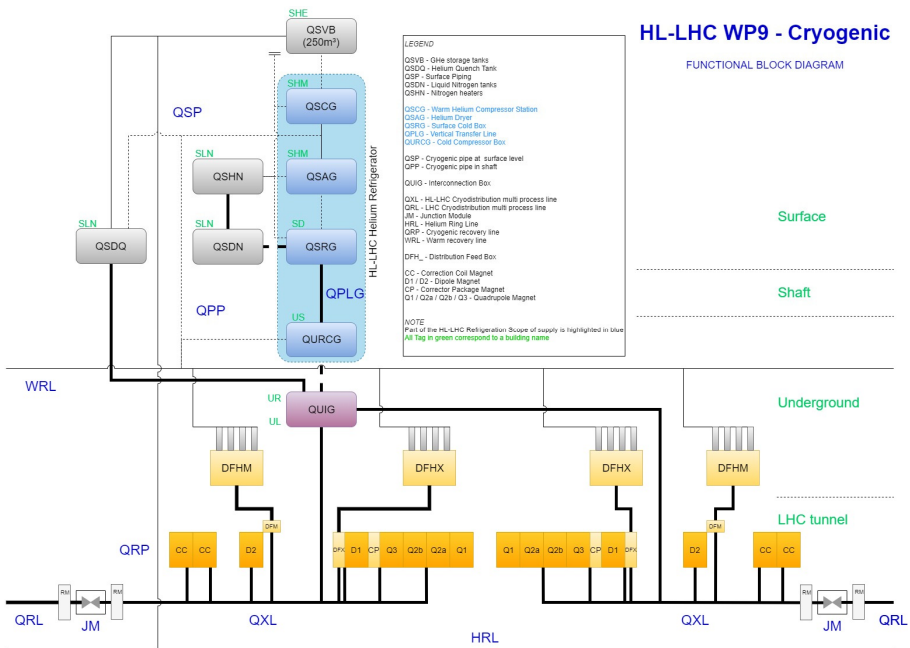 HL-LHC WP9 - Cryogenic
FUNCTIONAL BLOCK DIAGRAM
SHE
QSVB
(250m³)
LEGEND
QSVB - GHe storage tanks
QSDQ - Helium Quench Tank
QSP - Surface Piping
QSDN - Liquid Nitrogen tanks
QSHN - Nitrogen heaters
QSCG - Warm Helium Compressor Station
QSAG - Helium Dryer
QSRG - Surface Cold Box
QPLG - Vertical Transfer Line
QURCG - Cold Compressor Box
QSP - Cryogenic pipe at surface level
QPP - Cryogenic pipe in shaft
QUIG - Interconnection Box
QXL - HL-LHC Cryodistribution multi process line
QRL - LHC Cryodistribution multi process line
JM - Junction Module
HRL - Helium Ring Line
QRP - Cryogenic recovery line
WRL - Warm recovery line
DFH_ - Distribution Feed Box
CC - Correction Coil Magnet
D1 / D2 - Dipole Magnet
CP - Corrector Package Magnet
Q1 / Q2a / Q2b / Q3 - Quadrupole Magnet
NOTE
Part of the HL-LHC Refrigeration Scope of supply is highlighted in blue
All Tag in green correspond to a building name
SHM
QSCG
QSP
SHM
QSAG
SLN
QSHN
HL-LHC Helium Refrigerator
SLN
QSDQ
SLN
QSDN
SD
QSRG
QPLG
QPP
US
QURCG
Surface
Shaft
WRL
UR
QUIG
UL
Underground
DFHM
DFHX
DFHX
DFHM
LHC tunnel
DFM
DFM
QRP
CC
CC
D2
DFX
D1
CP
Q3
Q2b
Q2a
Q1
Q1
Q2a
Q2b
Q3
CP
D1
DFX
D2
CC
CC
RM
RM
RM
RM
QRL
JM
QXL
HRL
QXL
JM
QRL